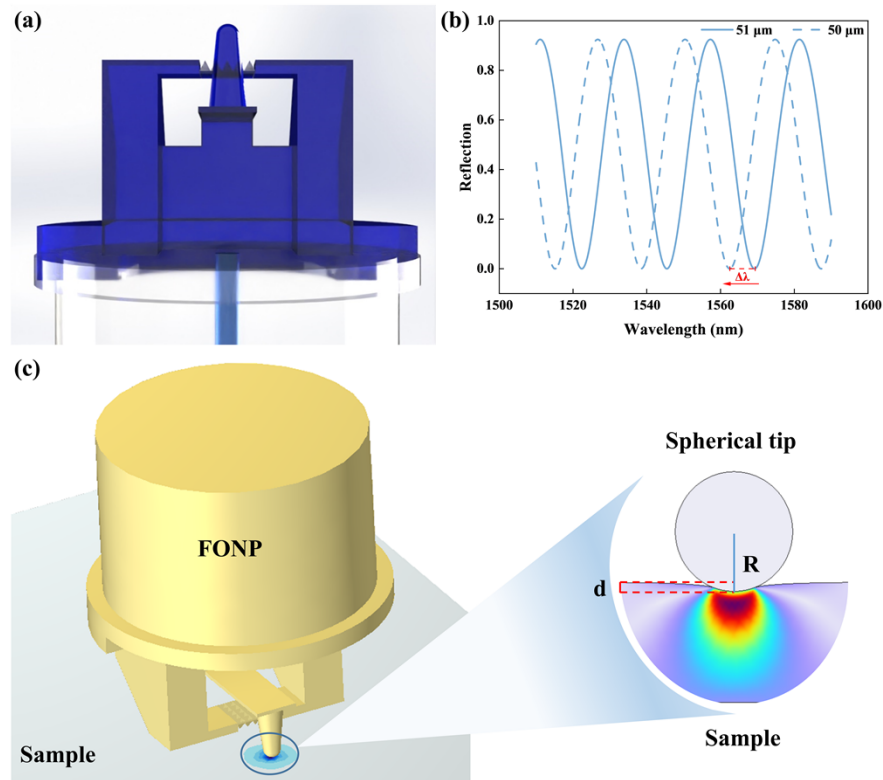 (a)
(b)
51 μm
50 μm
Reflection
1.0
0.8
0.6
0.4
0.2
0.0
Δλ
1500
1520
1540
1560
1580
1600
Wavelength (nm)
(c)
FONP
Sample
Spherical tip
R
d
Sample